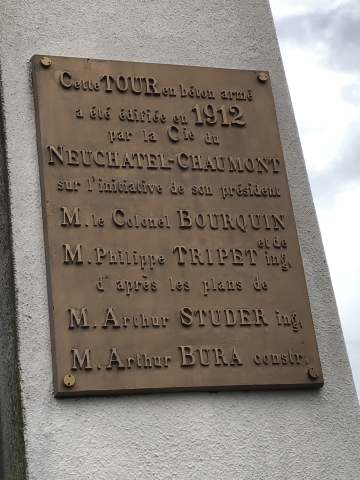 Cette TOUR en béton armé
a été édifiée en 1912
par la Cie du
NEUCHATEL-CHAUMONT
sur l'initiative de son président
M. le Colonel BOURQUIN
et de
M. Philippe TRIPET ing.
d'après les plans de
M. Arthur STUDER ing.
M. Arthur BURA constr.